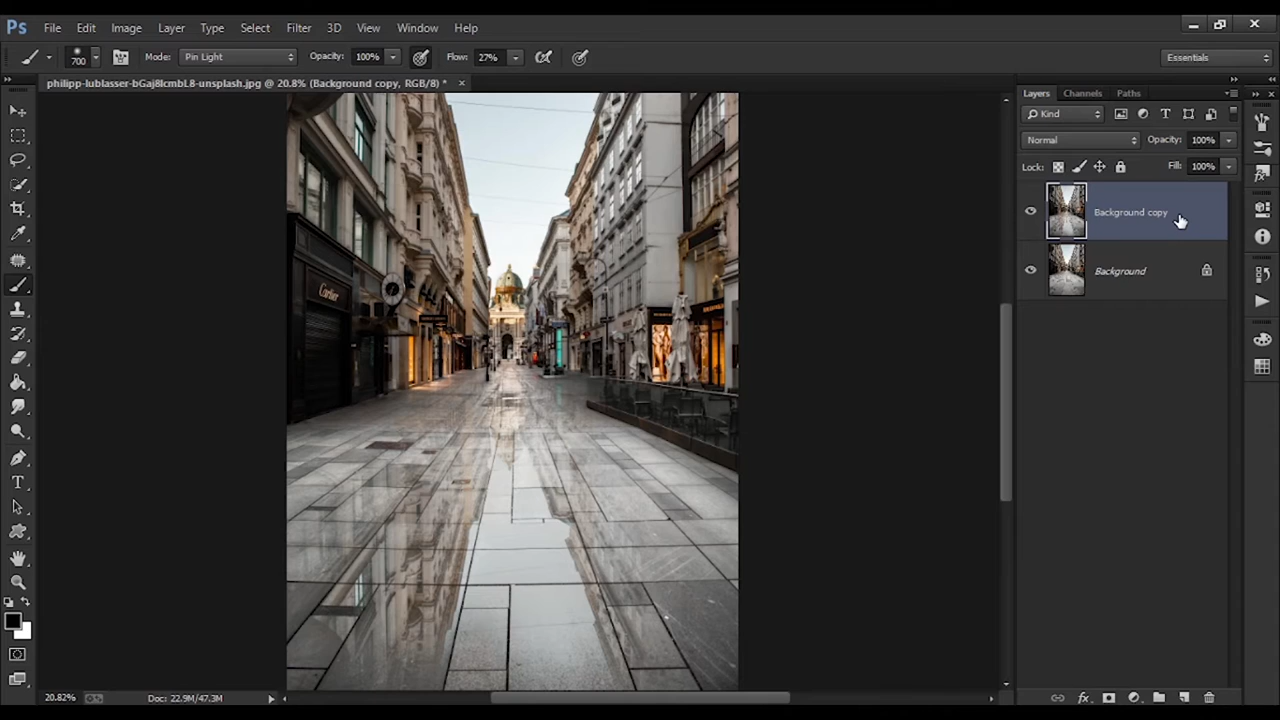 Ps File Edit Image Layer Type Select Filter 3D View Window Help
700 Mode: Pin Light Opacity: 100% Flow: 27% Essentials
philipp-lublasser-bGaj8lcmbL8-unsplash.jpg @ 20.8% (Background copy, RGB/8) *
Layers Channels Paths
Kind
Normal Opacity: 100%
Lock: Fill: 100%
Background copy
Background
Cartier
20.82% Doc: 22.9M/47.3M